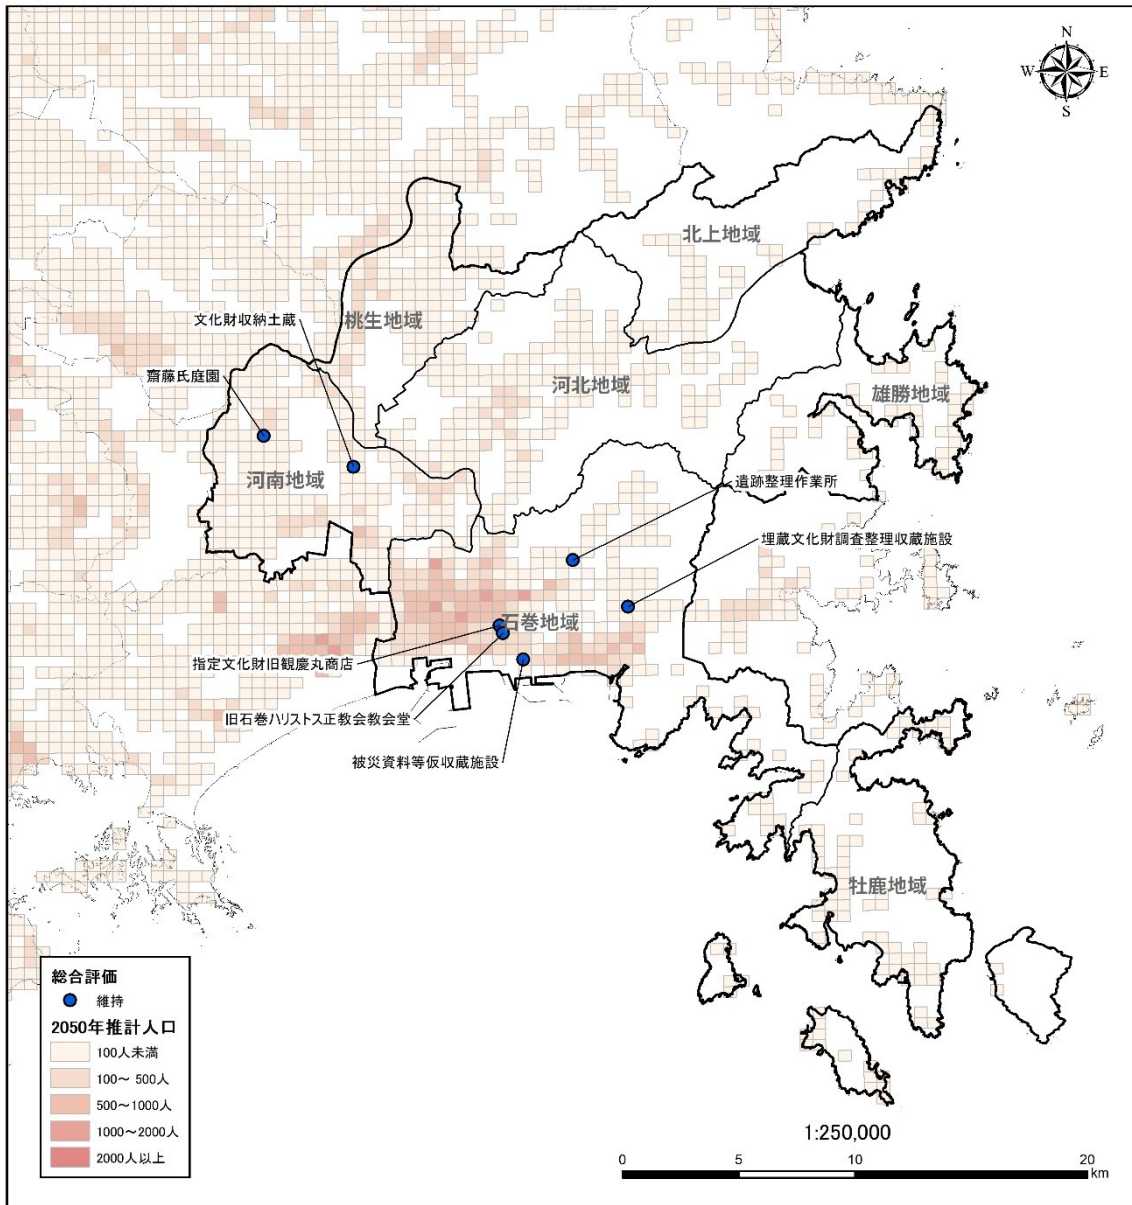 N
W E
S
北上地域
文化財収納土蔵
桃生地域
齋藤氏庭園
河北地域
雄勝地域
河南地域
遺跡整理作業所
埋蔵文化財調査整理収蔵施設
石巻地域
指定文化財旧観慶丸商店
旧石巻ハリストス正教会教会堂
被災資料等仮収蔵施設
牡鹿地域
総合評価
維持
2050年推計人口
100人未満
100～ 500人
500～1000人
1000～2000人
2000人以上
1:250,000
0 5 10 20
km